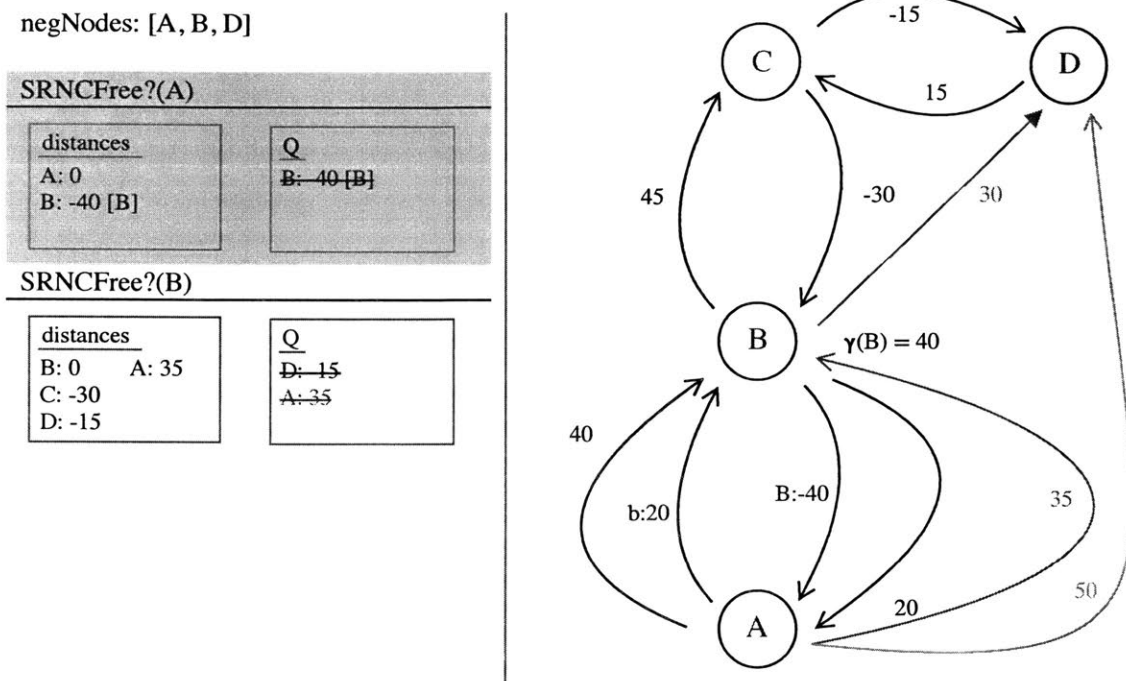 negNodes: [A, B, D]
SRNCFree?(A)
distances
A: 0
B: -40 [B]
Q
B: -40 [B]
SRNCFree?(B)
distances
B: 0 A: 35
C: -30
D: -15
Q
D: -15
A: 35
-15
C
D
15
45
-30
30
B
γ(B) = 40
40
b:20
B:-40
35
20
50
A